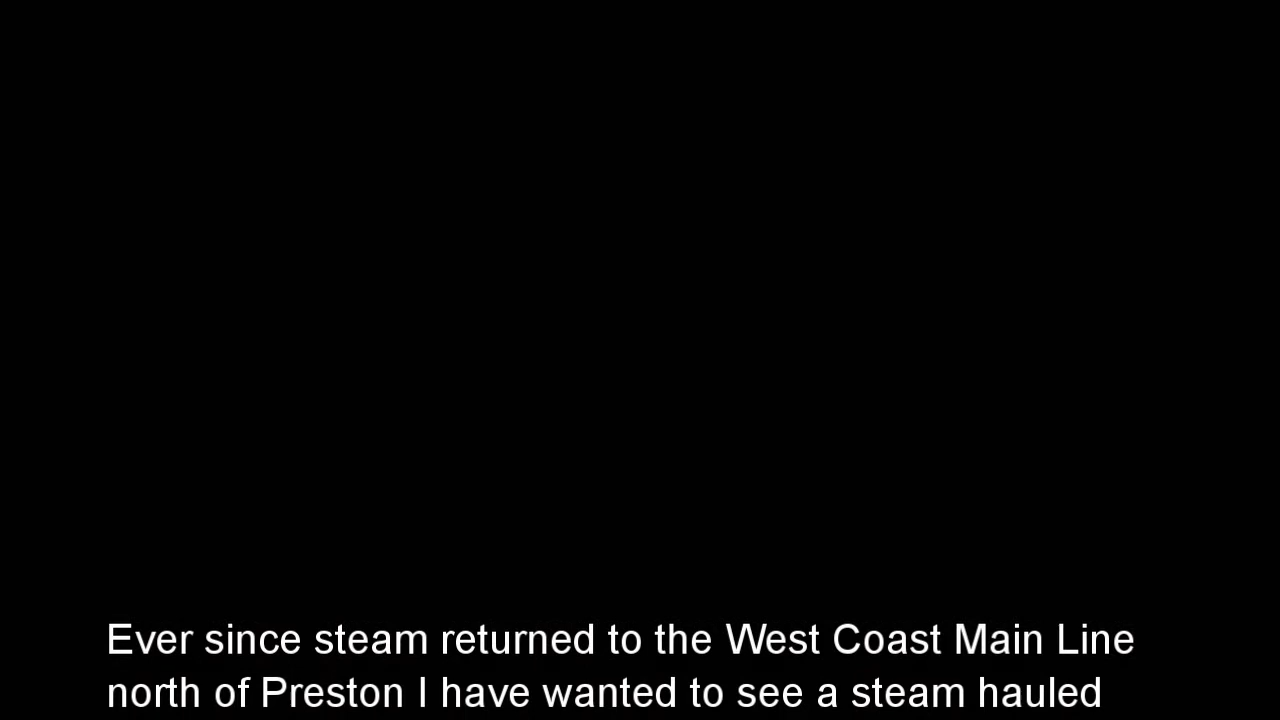 Ever since steam returned to the West Coast Main Line
north of Preston I have wanted to see a steam hauled